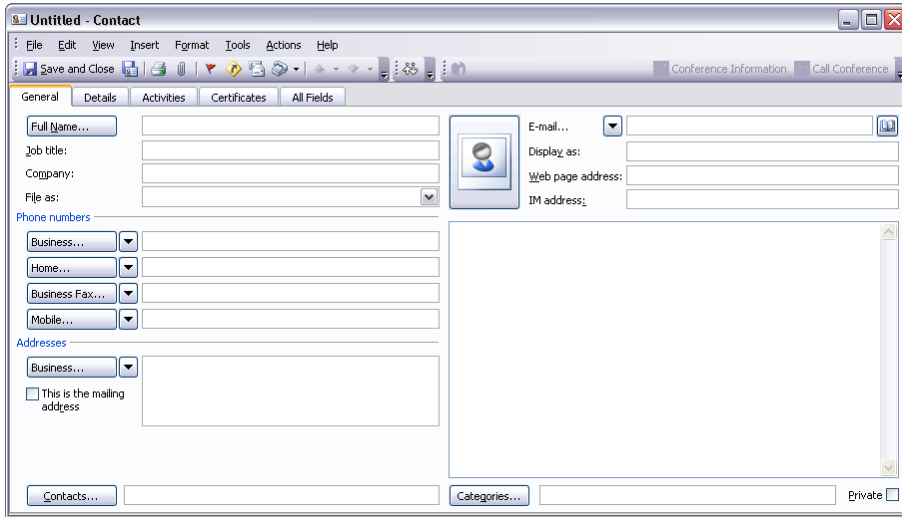 Untitled - Contact
File Edit View Insert Format Tools Actions Help
Save and Close Conference Information Call Conference
General Details Activities Certificates All Fields
Full Name... E-mail...
Job title: Display as:
Company: Web page address:
File as: IM address:
Phone numbers
Business...
Home...
Business Fax...
Mobile...
Addresses
Business...
This is the mailing
address
Contacts... Categories... Private